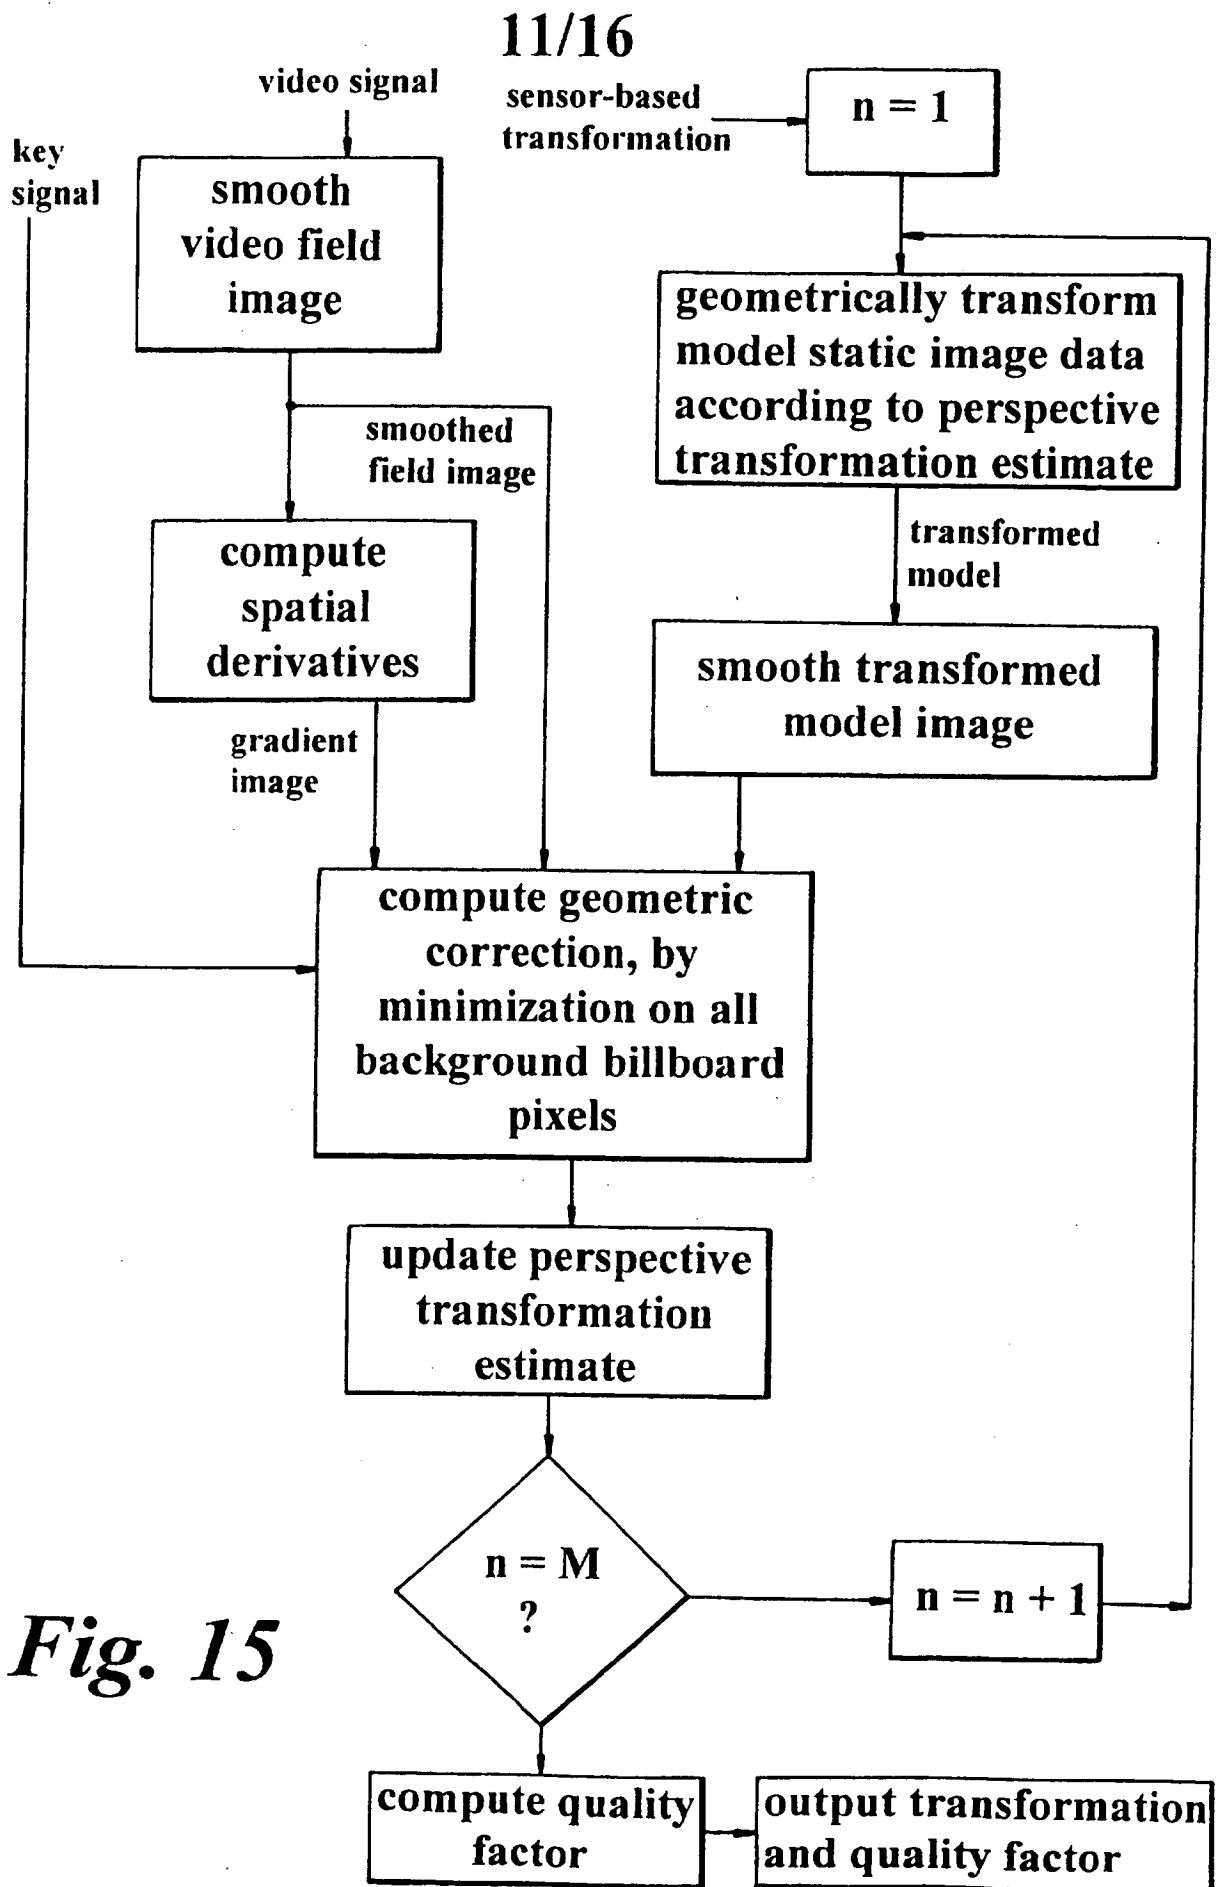 11/16
video signal
sensor-based
transformation
n = 1
key
signal
smooth
video field
image
geometrically transform
model static image data
according to perspective
transformation estimate
smoothed
field image
transformed
model
compute
spatial
derivatives
smooth transformed
model image
gradient
image
compute geometric
correction, by
minimization on all
background billboard
pixels
update perspective
transformation
estimate
n = M
?
n = n + 1
Fig. 15
compute quality
factor
output transformation
and quality factor